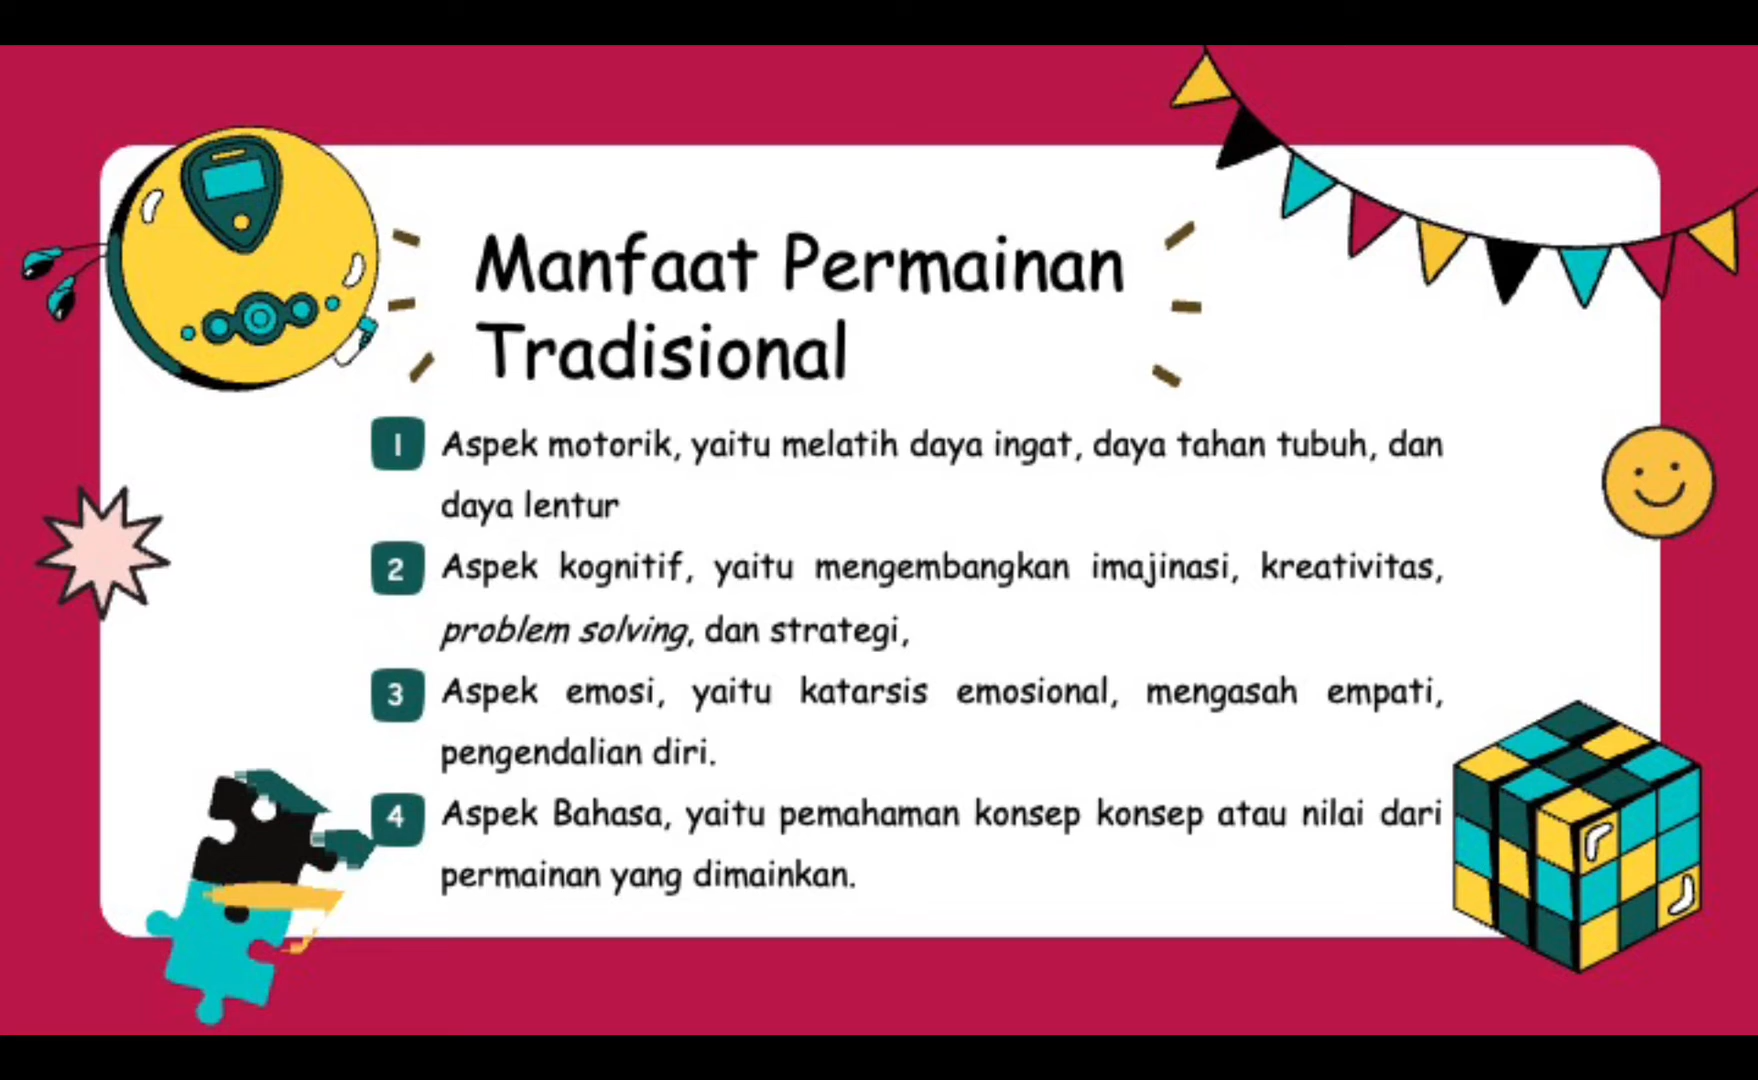 Manfaat Permainan
Tradisional
1 Aspek motorik, yaitu melatih daya ingat, daya tahan tubuh, dan
daya lentur
2 Aspek kognitif, yaitu mengembangkan imajinasi, kreativitas,
problem solving, dan strategi,
3 Aspek emosi, yaitu katarsis emosional, mengasah empati,
pengendalian diri.
4 Aspek Bahasa, yaitu pemahaman konsep konsep atau nilai dari
permainan yang dimainkan.